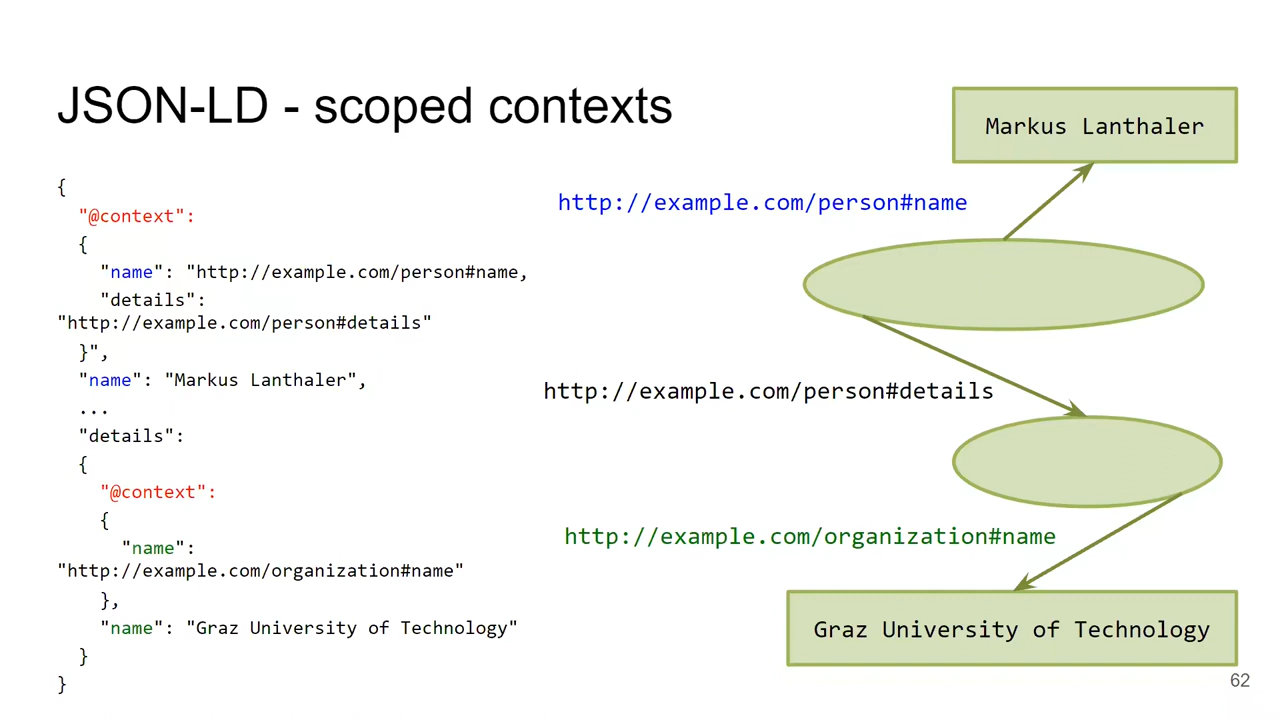 JSON-LD - scoped contexts
{
"@context":
{
"name": "http://example.com/person#name,
"details":
"http://example.com/person#details"
}",
"name": "Markus Lanthaler",
...
"details":
{
"@context":
{
"name":
"http://example.com/organization#name"
},
"name": "Graz University of Technology"
}
}
Markus Lanthaler
http://example.com/person#name
http://example.com/person#details
http://example.com/organization#name
Graz University of Technology
62